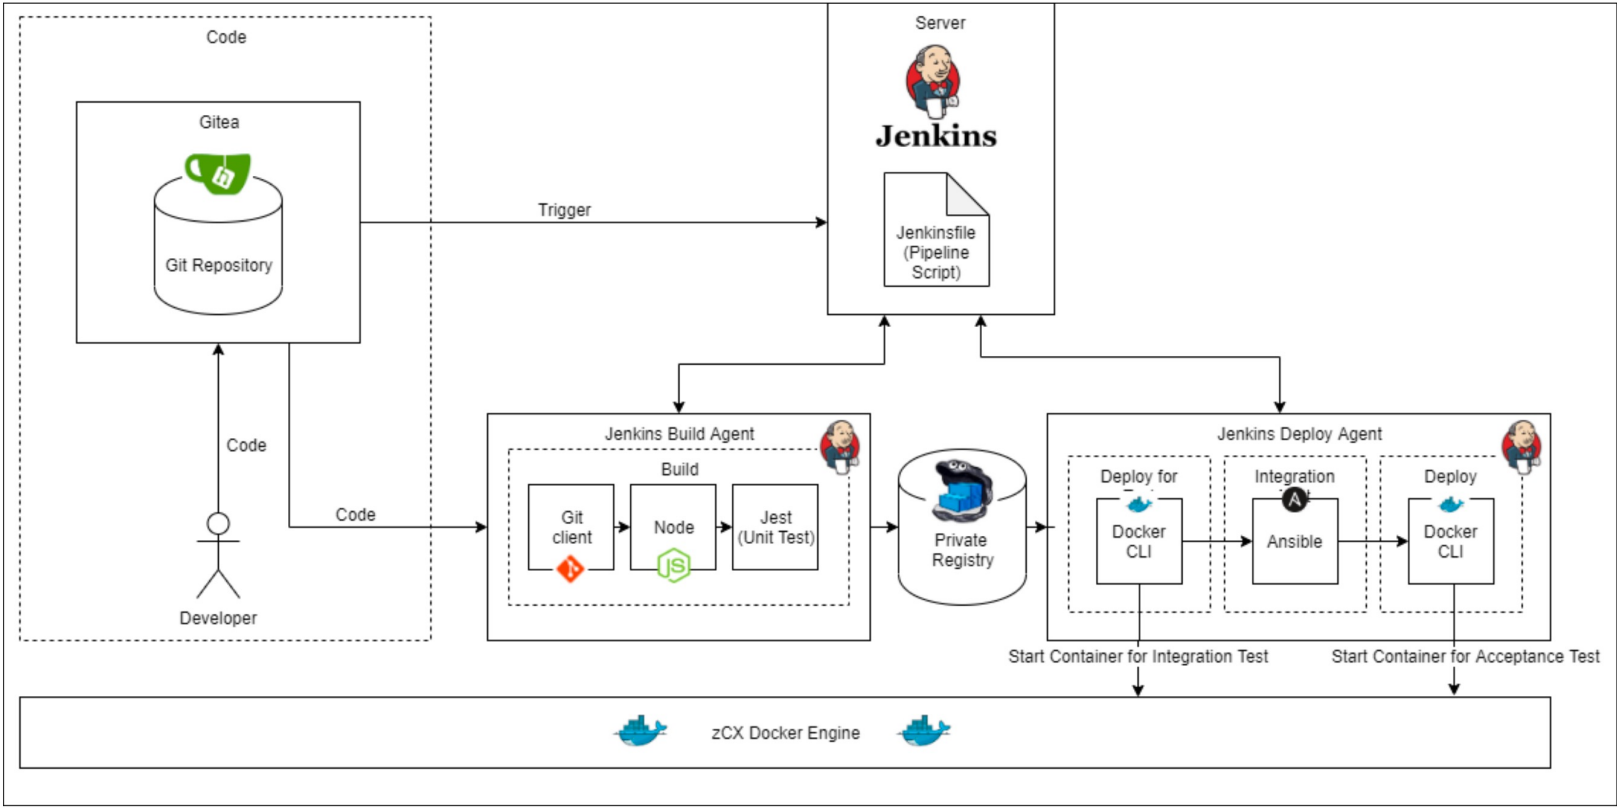 Code
Gitea
Git Repository
Trigger
Server
Jenkins
Jenkinsfile
(Pipeline
Script)
Code
Code
Developer
Jenkins Build Agent
Build
Git
client
Node
JS
Jest
(Unit Test)
Private
Registry
Jenkins Deploy Agent
Deploy for
Docker
CLI
Integration
A
Ansible
Deploy
Docker
CLI
Start Container for Integration Test
Start Container for Acceptance Test
zCX Docker Engine